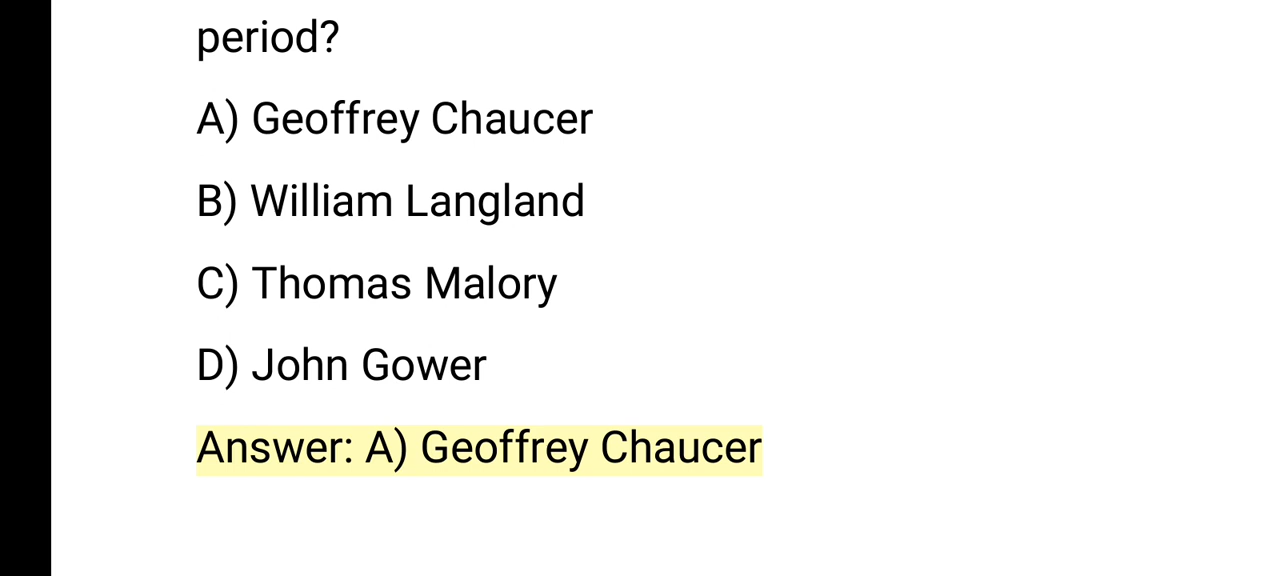 period?
A) Geoffrey Chaucer
B) William Langland
C) Thomas Malory
D) John Gower
Answer: A) Geoffrey Chaucer